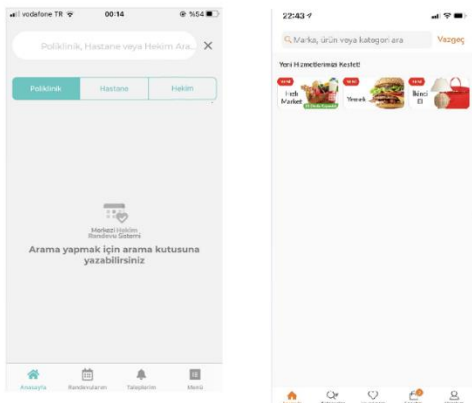 vodafone TR
00:14
%54
Poliklinik, Hastane veya Hekim Ara...
Poliklinik
Hastane
Hekim
Merkezi Hekim
Randevu Sistemi
Arama yapmak için arama kutusuna
yazabilirsiniz
Anasayfa
Randevularım
Taleplerim
Menü
22:43
Marka, ürün veya kategori ara
Vazgeç
Yeni Hizmetlerimizi Keşfet!
Hızlı
Market
Yemek
İkinci
El